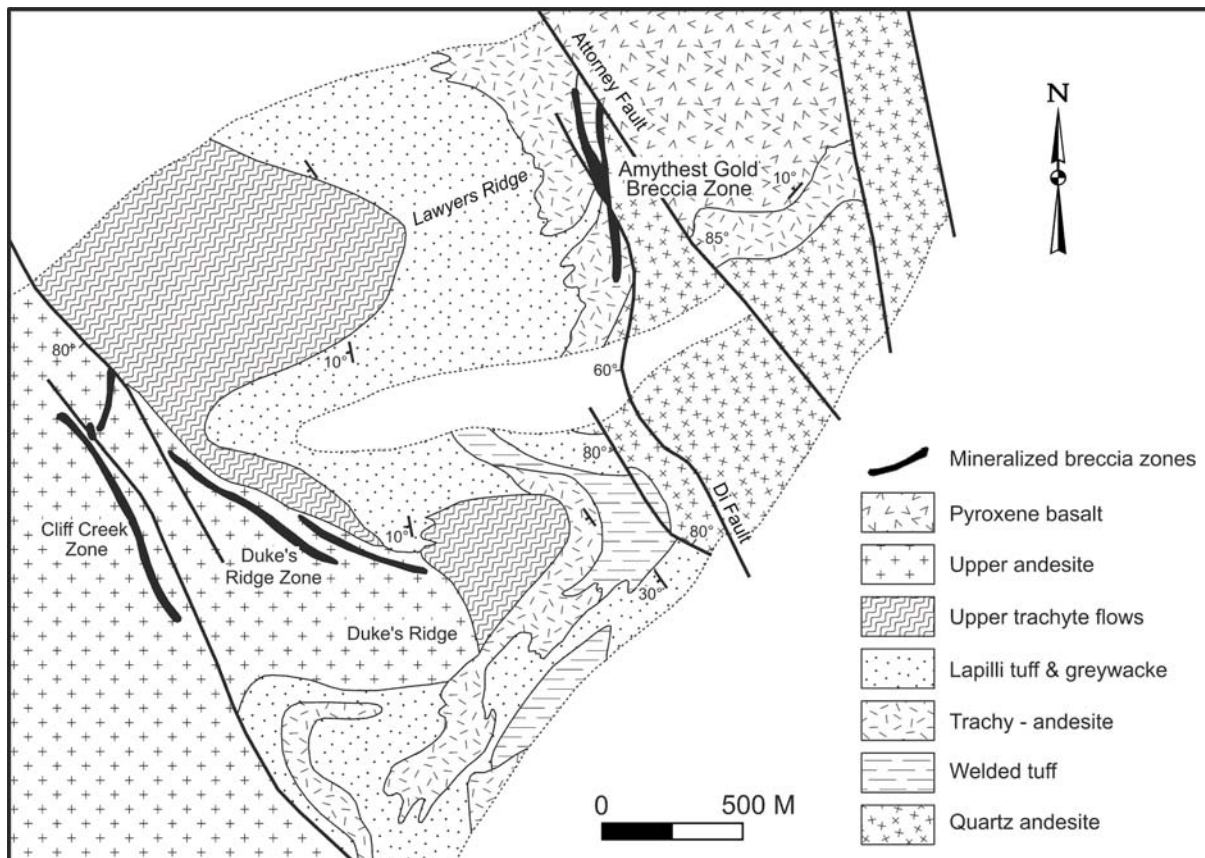 Attorney Fault
N
Amythest Gold
Breccia Zone
10°
Lawyers Ridge
85°
80°
10°
60°
80°
Mineralized breccia zones
Pyroxene basalt
Cliff Creek
Zone
Duke's
Ridge Zone
10°
Di Fault
80°
30°
Upper andesite
Duke's Ridge
Upper trachyte flows
Lapilli tuff & greywacke
Trachy - andesite
Welded tuff
Quartz andesite
0 500 M